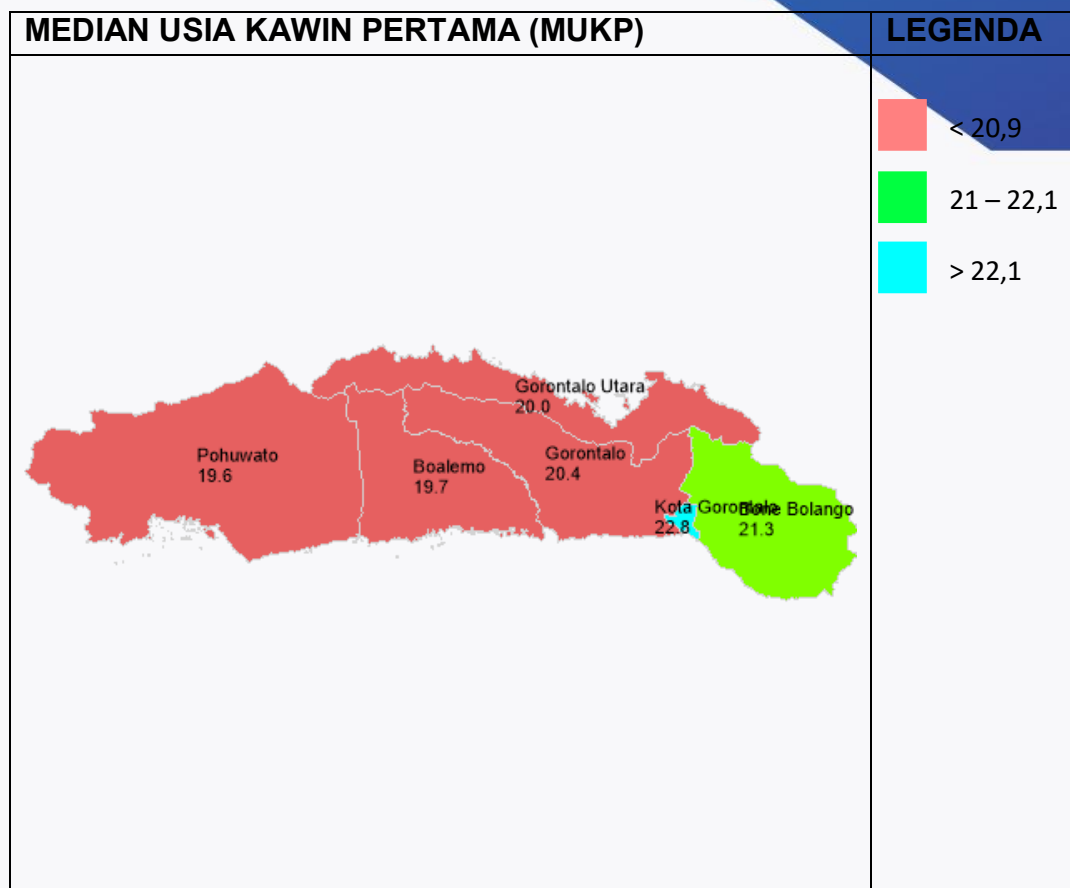 MEDIAN USIA KAWIN PERTAMA (MUKP)
LEGENDA
< 20,9
21 – 22,1
> 22,1
Gorontalo Utara
20.0
Pohuwato
19.6
Boalemo
19.7
Gorontalo
20.4
Kota Gorontalo
22.8
Bone Bolango
21.3